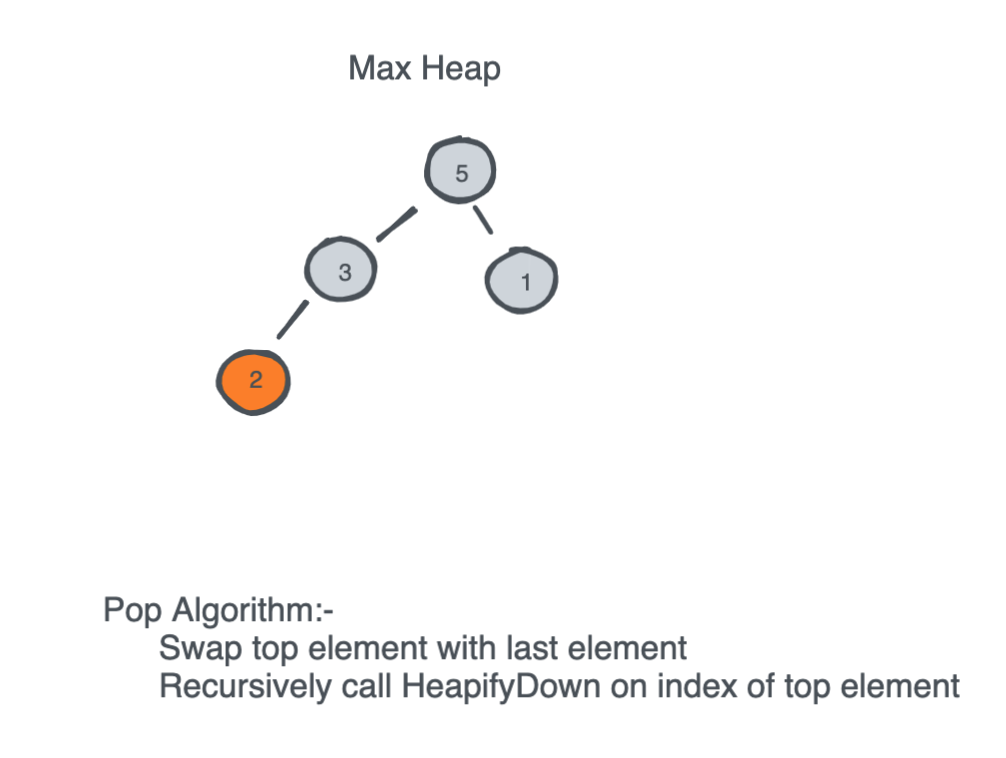 Max Heap
5
3
1
2
Pop Algorithm:-
Swap top element with last element
Recursively call HeapifyDown on index of top element